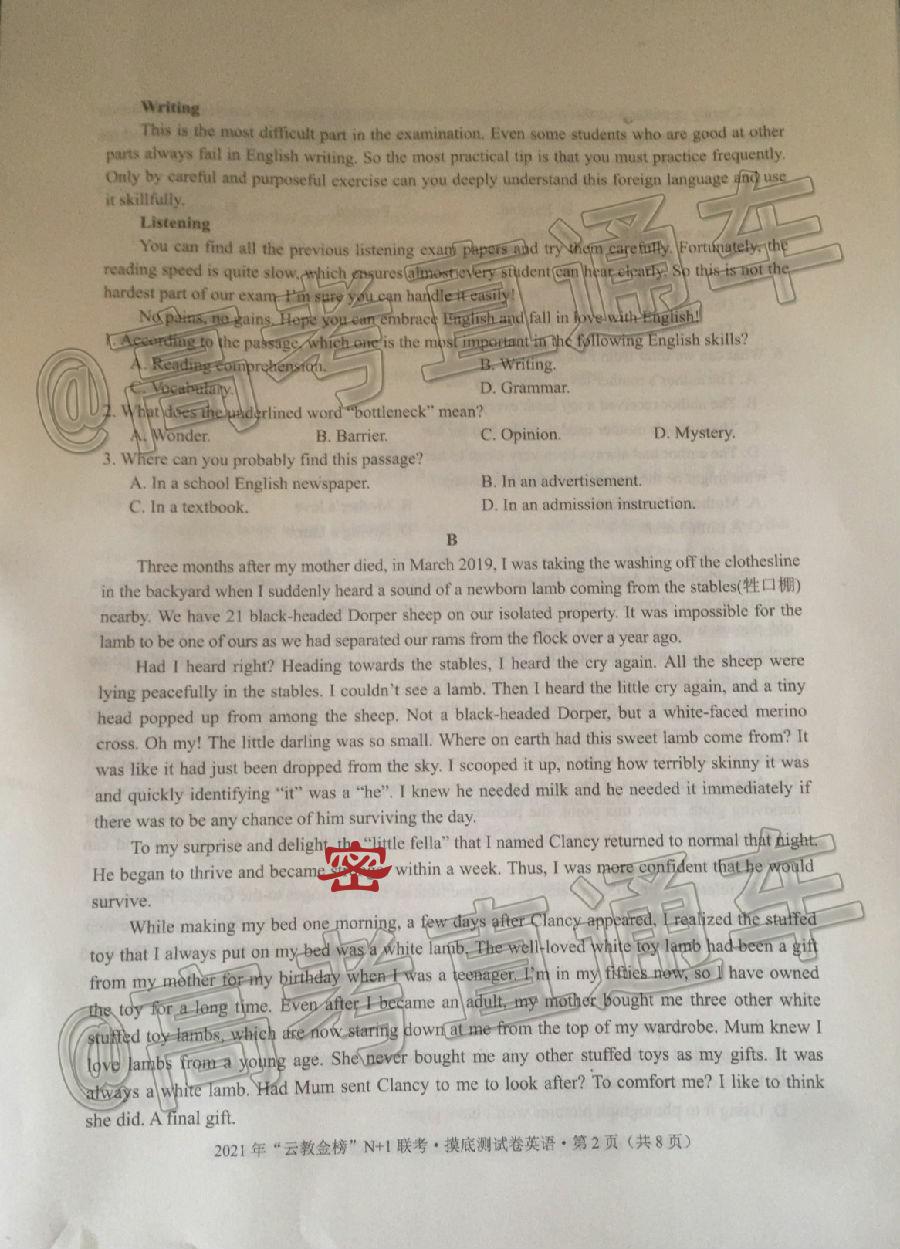 Writing
This is the most difficult part in the examination. Even some students who are good at other
parts always fail in English writing. So the most practical tip is that you must practice frequently.
Only by careful and purposeful exercise can you deeply understand this foreign language and use
it skillfully.
Listening
You can find all the previous listening exam papers and try them carefully. Fortunately, the
reading speed is quite slow, which ensures almost every student can hear clearly. So this is not the
hardest part of our exam. I'm sure you can handle it easily!
No pains, no gains. Hope you can embrace English and fall in love with English!
1. According to the passage, which one is the most important in the following English skills?
A. Reading comprehension.
B. Writing.
C. Vocabulary.
D. Grammar.
2. What does the underlined word “bottleneck” mean?
A. Wonder.
B. Barrier.
C. Opinion.
D. Mystery.
3. Where can you probably find this passage?
A. In a school English newspaper.
B. In an advertisement.
C. In a textbook.
D. In an admission instruction.
B
Three months after my mother died, in March 2019, I was taking the washing off the clothesline
in the backyard when I suddenly heard a sound of a newborn lamb coming from the stables(牲口棚)
nearby. We have 21 black-headed Dorper sheep on our isolated property. It was impossible for the
lamb to be one of ours as we had separated our rams from the flock over a year ago.
Had I heard right? Heading towards the stables, I heard the cry again. All the sheep were
lying peacefully in the stables. I couldn't see a lamb. Then I heard the little cry again, and a tiny
head popped up from among the sheep. Not a black-headed Dorper, but a white-faced merino
cross. Oh my! The little darling was so small. Where on earth had this sweet lamb come from? It
was like it had just been dropped from the sky. I scooped it up, noting how terribly skinny it was
and quickly identifying “it” was a “he”. I knew he needed milk and he needed it immediately if
there was to be any chance of him surviving the day.
To my surprise and delight, the “little fella” that I named Clancy returned to normal that night.
He began to thrive and became within a week. Thus, I was more confident that he would
survive.
While making my bed one morning, a few days after Clancy appeared, I realized the stuffed
toy that I always put on my bed was a white lamb. The well-loved white toy lamb had been a gift
from my mother for my birthday when I was a teenager. I'm in my fifties now, so I have owned
the toy for a long time. Even after I became an adult, my mother bought me three other white
stuffed toy lambs, which are now staring down at me from the top of my wardrobe. Mum knew I
love lambs from a young age. She never bought me any other stuffed toys as my gifts. It was
always a white lamb. Had Mum sent Clancy to me to look after? To comfort me? I like to think
she did. A final gift.
2021年“云教金榜”N+1联考·摸底测试卷英语·第2页（共8页）
@高考直通车
密
@高考直通车